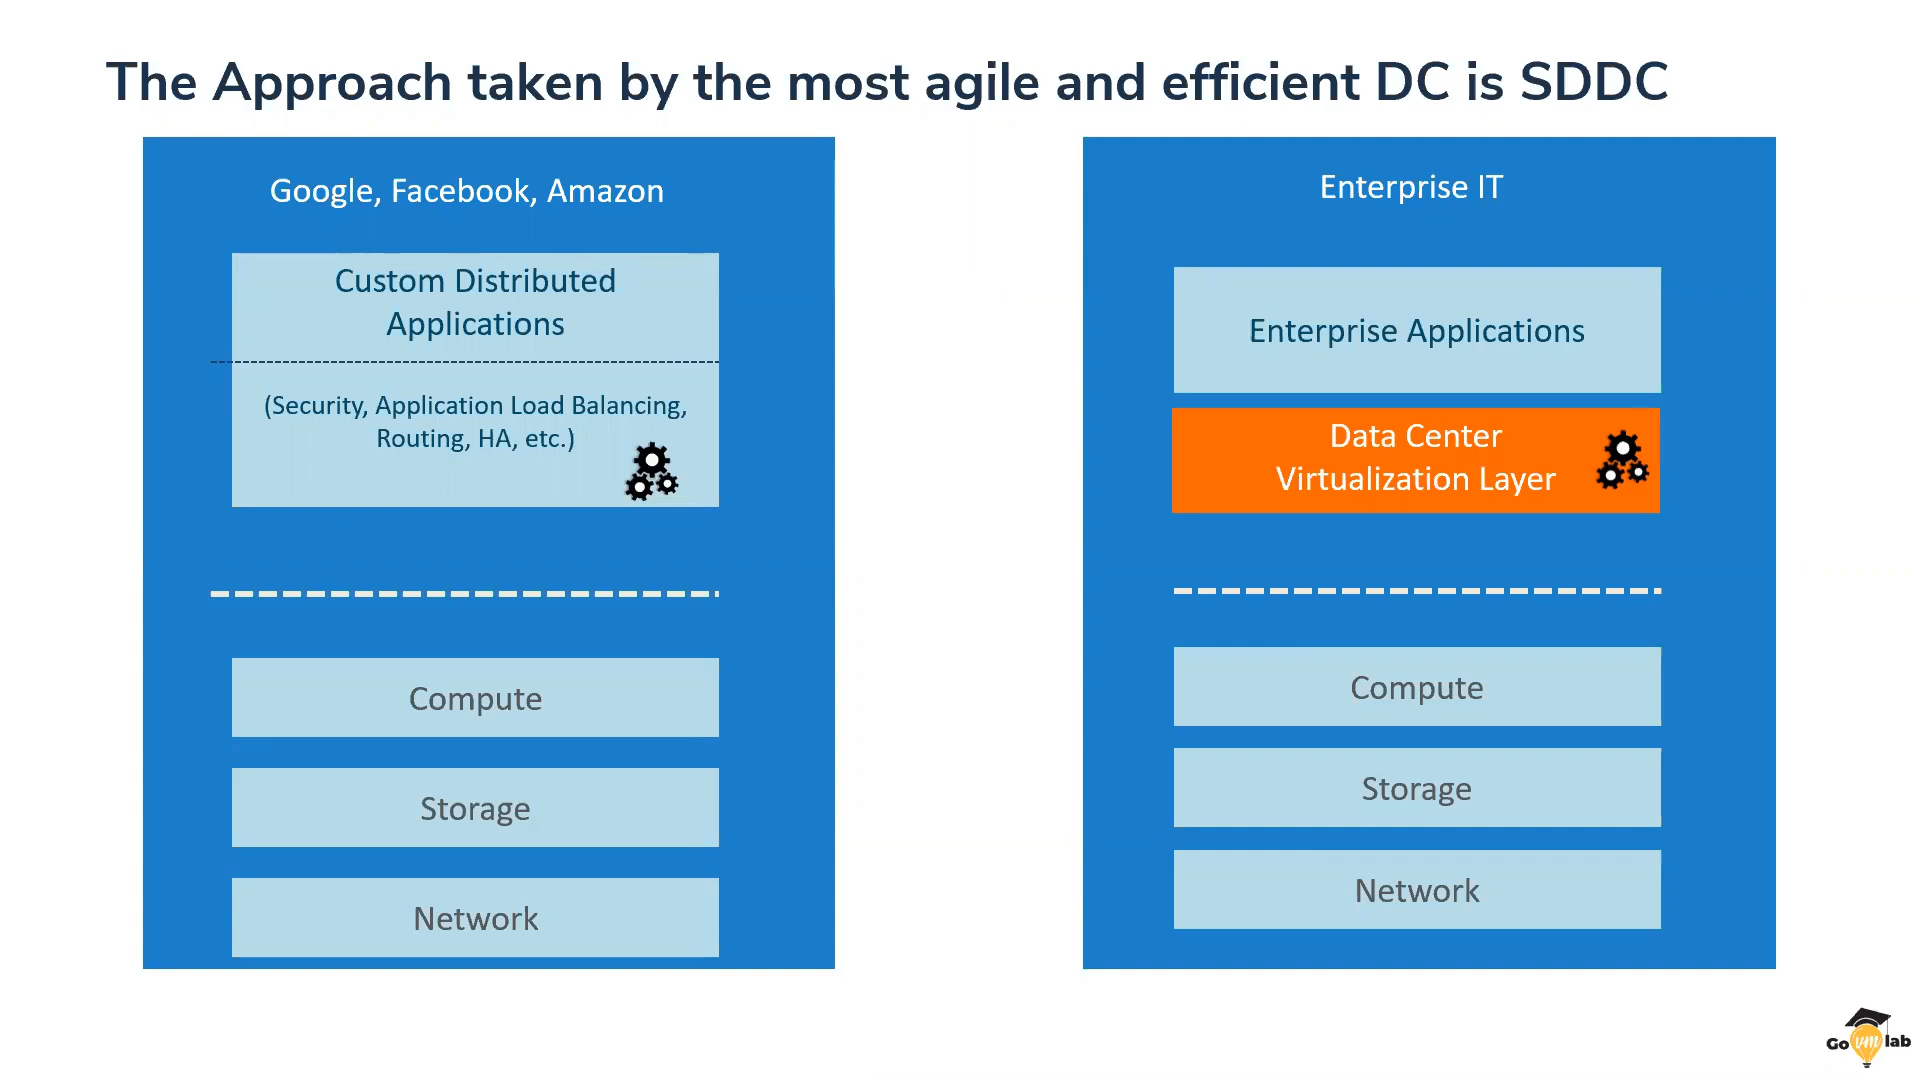 The Approach taken by the most agile and efficient DC is SDDC
Google, Facebook, Amazon
Custom Distributed
Applications
(Security, Application Load Balancing,
Routing, HA, etc.)
Compute
Storage
Network
Enterprise IT
Enterprise Applications
Data Center
Virtualization Layer
Compute
Storage
Network
Go vm lab